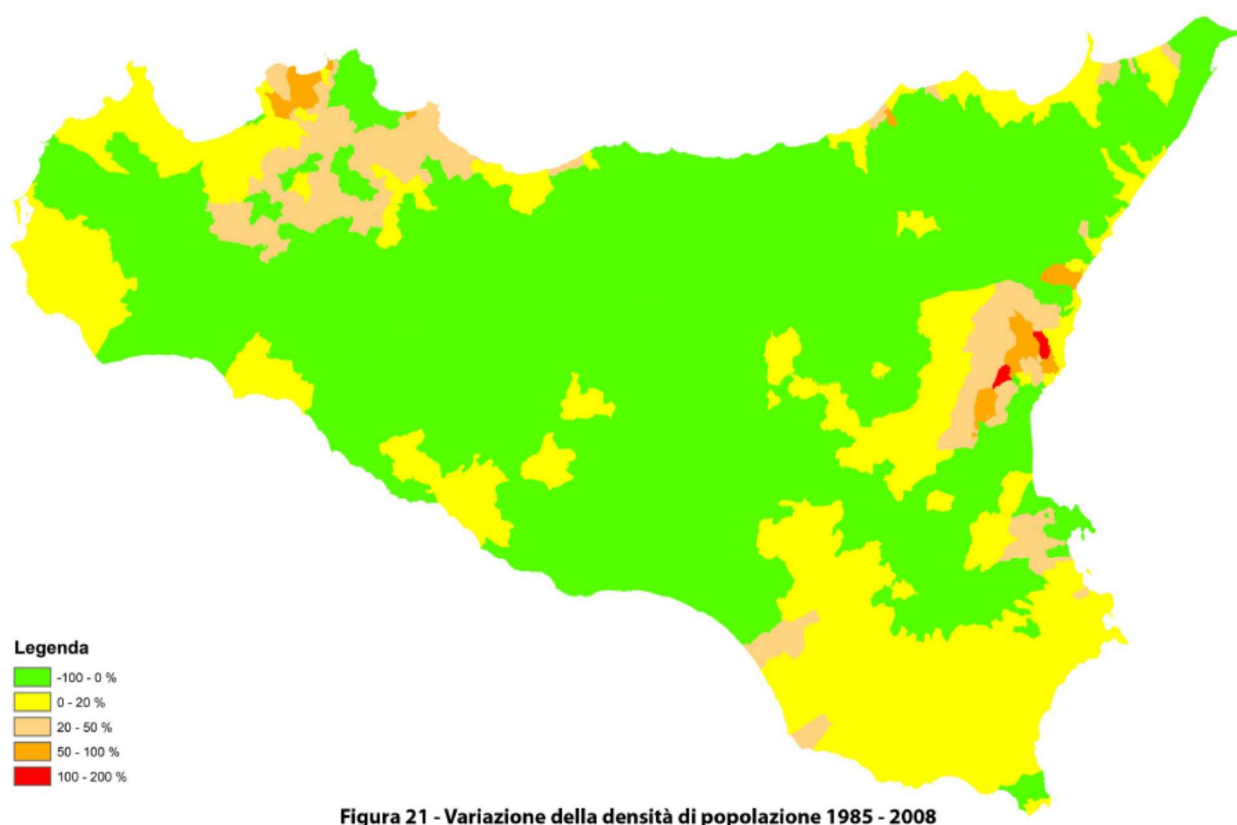 Legenda
-100 - 0 %
0 - 20 %
20 - 50 %
50 - 100 %
100 - 200 %
Figura 21 - Variazione della densità di popolazione 1985 - 2008